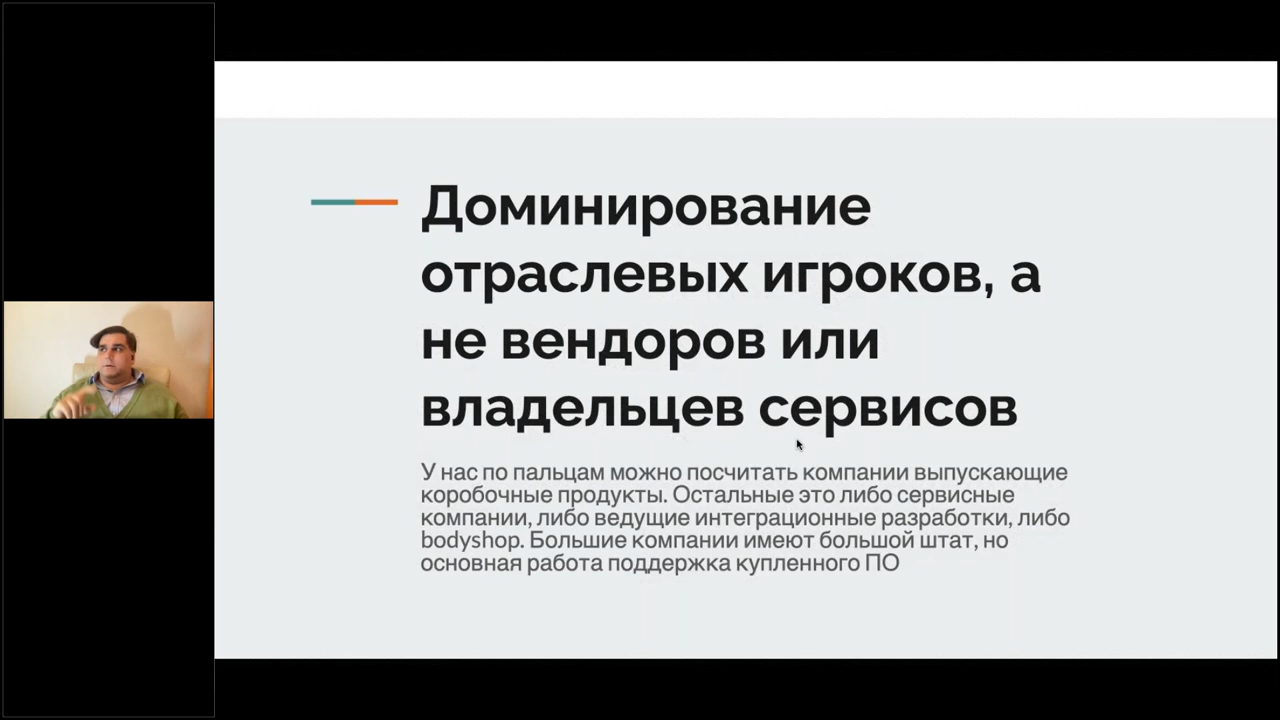 Доминирование
отраслевых игроков, а
не вендоров или
владельцев сервисов
У нас по пальцам можно посчитать компании выпускающие
коробочные продукты. Остальные это либо сервисные
компании, либо ведущие интеграционные разработки, либо
bodyshop. Большие компании имеют большой штат, но
основная работа поддержка купленного ПО